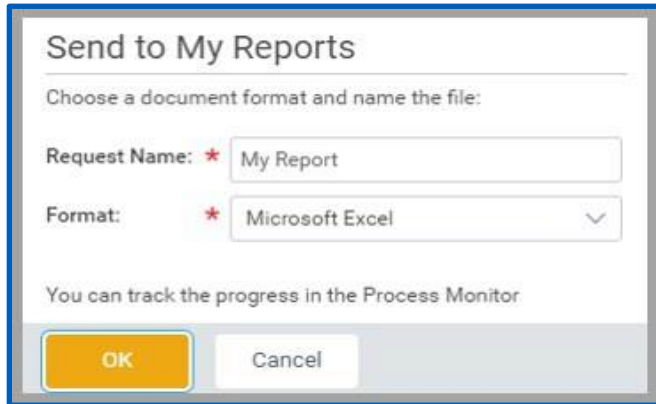 Send to My Reports
Choose a document format and name the file:
Request Name: * My Report
Format: * Microsoft Excel
You can track the progress in the Process Monitor
OK Cancel